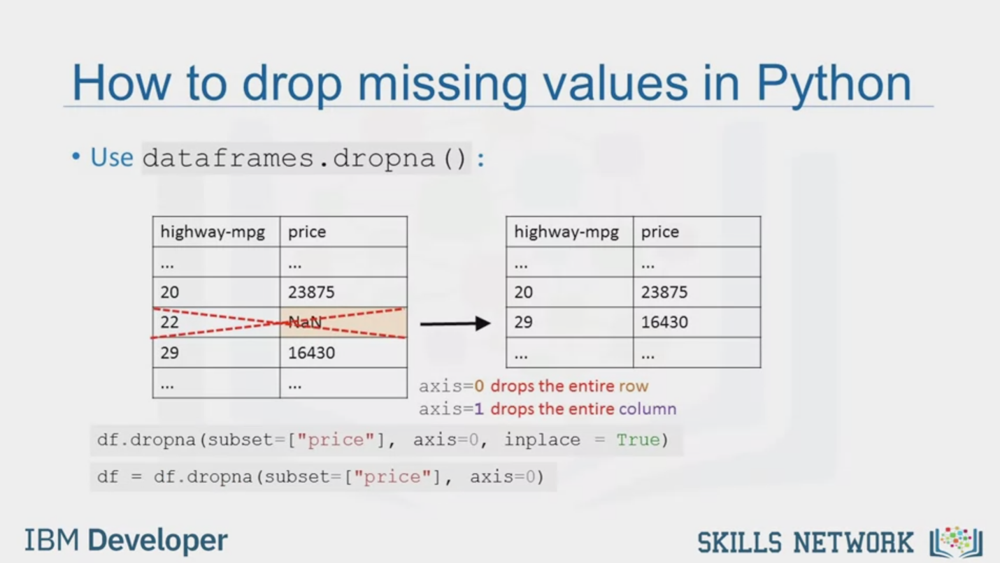 How to drop missing values in Python
• Use dataframes.dropna():
highway-mpg price
... ...
20 23875
22 NaN
29 16430
... ...
highway-mpg price
... ...
20 23875
29 16430
... ...
axis=0 drops the entire row
axis=1 drops the entire column
df.dropna(subset=["price"], axis=0, inplace = True)
df = df.dropna(subset=["price"], axis=0)
IBM Developer
SKILLS NETWORK